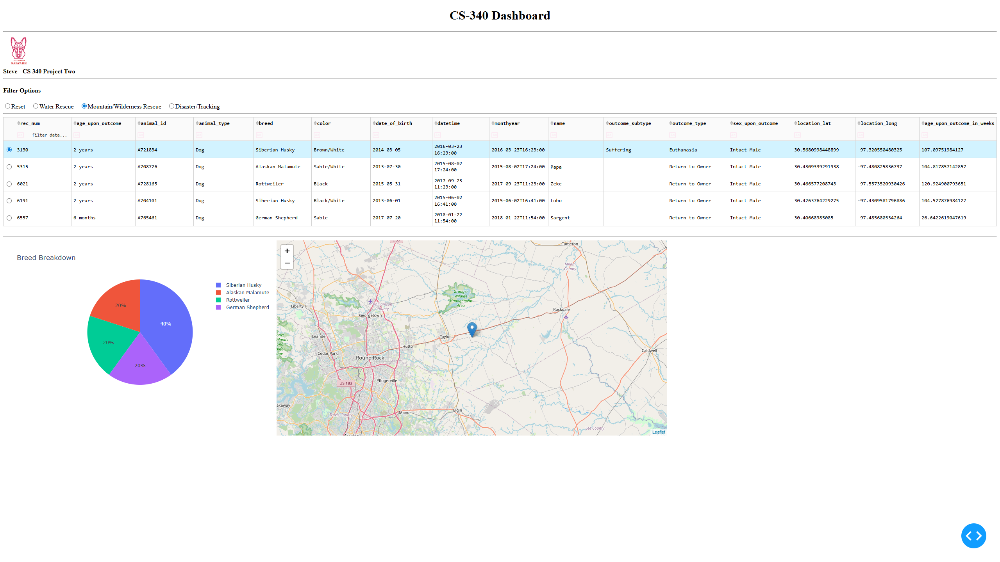 CS-340 Dashboard
GRAZIOSO
SALVARE
Steve - CS 340 Project Two
Filter Options
Reset Water Rescue Mountain/Wilderness Rescue Disaster/Tracking
rec_num age_upon_outcome animal_id animal_type breed color date_of_birth datetime monthyear name outcome_subtype outcome_type sex_upon_outcome location_lat location_long age_upon_outcome_in_weeks
filter data...
3130 2 years A721834 Dog Siberian Husky Brown/White 2014-03-05 2016-03-23 16:23:00 2016-03-23T16:23:00 Suffering Euthanasia Intact Male 30.5680998448899 -97.320550480325 107.09751984127
5315 2 years A708726 Dog Alaskan Malamute Sable/White 2013-07-30 2015-08-02 17:24:00 2015-08-02T17:24:00 Papa Return to Owner Intact Male 30.4309339291938 -97.480825836737 104.817857142857
6021 2 years A728165 Dog Rottweiler Black 2015-05-31 2017-09-23 11:23:00 2017-09-23T11:23:00 Zeke Return to Owner Intact Male 30.466577208743 -97.5573520930426 120.924900793651
6191 2 years A704101 Dog Siberian Husky Black/White 2013-06-01 2015-06-02 16:41:00 2015-06-02T16:41:00 Lobo Return to Owner Intact Male 30.4263764229275 -97.4309581796886 104.527876984127
6557 6 months A765461 Dog German Shepherd Sable 2017-07-20 2018-01-22 11:54:00 2018-01-22T11:54:00 Sargent Return to Owner Intact Male 30.40668985085 -97.485680334264 26.6422619047619
Breed Breakdown
20%
40%
20%
20%
Siberian Husky
Alaskan Malamute
Rottweiler
German Shepherd
+
−
Cameron
Milam
County
Granger
Wildlife
Management
Area
Liberty Hill
Williamson
County
Georgetown
Rockdale
Leander
Taylor
Hutto
Cedar Park
Round Rock
Caldwell
Pflugerville
US 183
akeway
Travis County
Manor
Elgin
Lee County
Austin
Leaflet